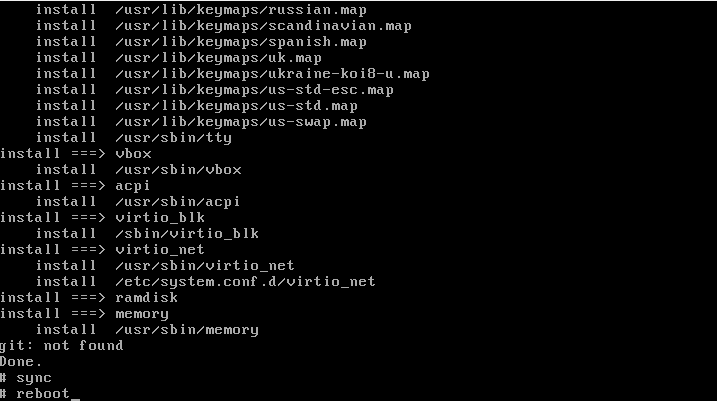 install /usr/lib/keymaps/russian.map
install /usr/lib/keymaps/scandinavian.map
install /usr/lib/keymaps/spanish.map
install /usr/lib/keymaps/uk.map
install /usr/lib/keymaps/ukraine-koi8-u.map
install /usr/lib/keymaps/us-std-esc.map
install /usr/lib/keymaps/us-std.map
install /usr/lib/keymaps/us-swap.map
install /usr/sbin/tty
install ===> vbox
install /usr/sbin/vbox
install ===> acpi
install /usr/sbin/acpi
install ===> virtio_blk
install /sbin/virtio_blk
install ===> virtio_net
install /usr/sbin/virtio_net
install /etc/system.conf.d/virtio_net
install ===> ramdisk
install ===> memory
install /usr/sbin/memory
git: not found
Done.
# sync
# reboot_